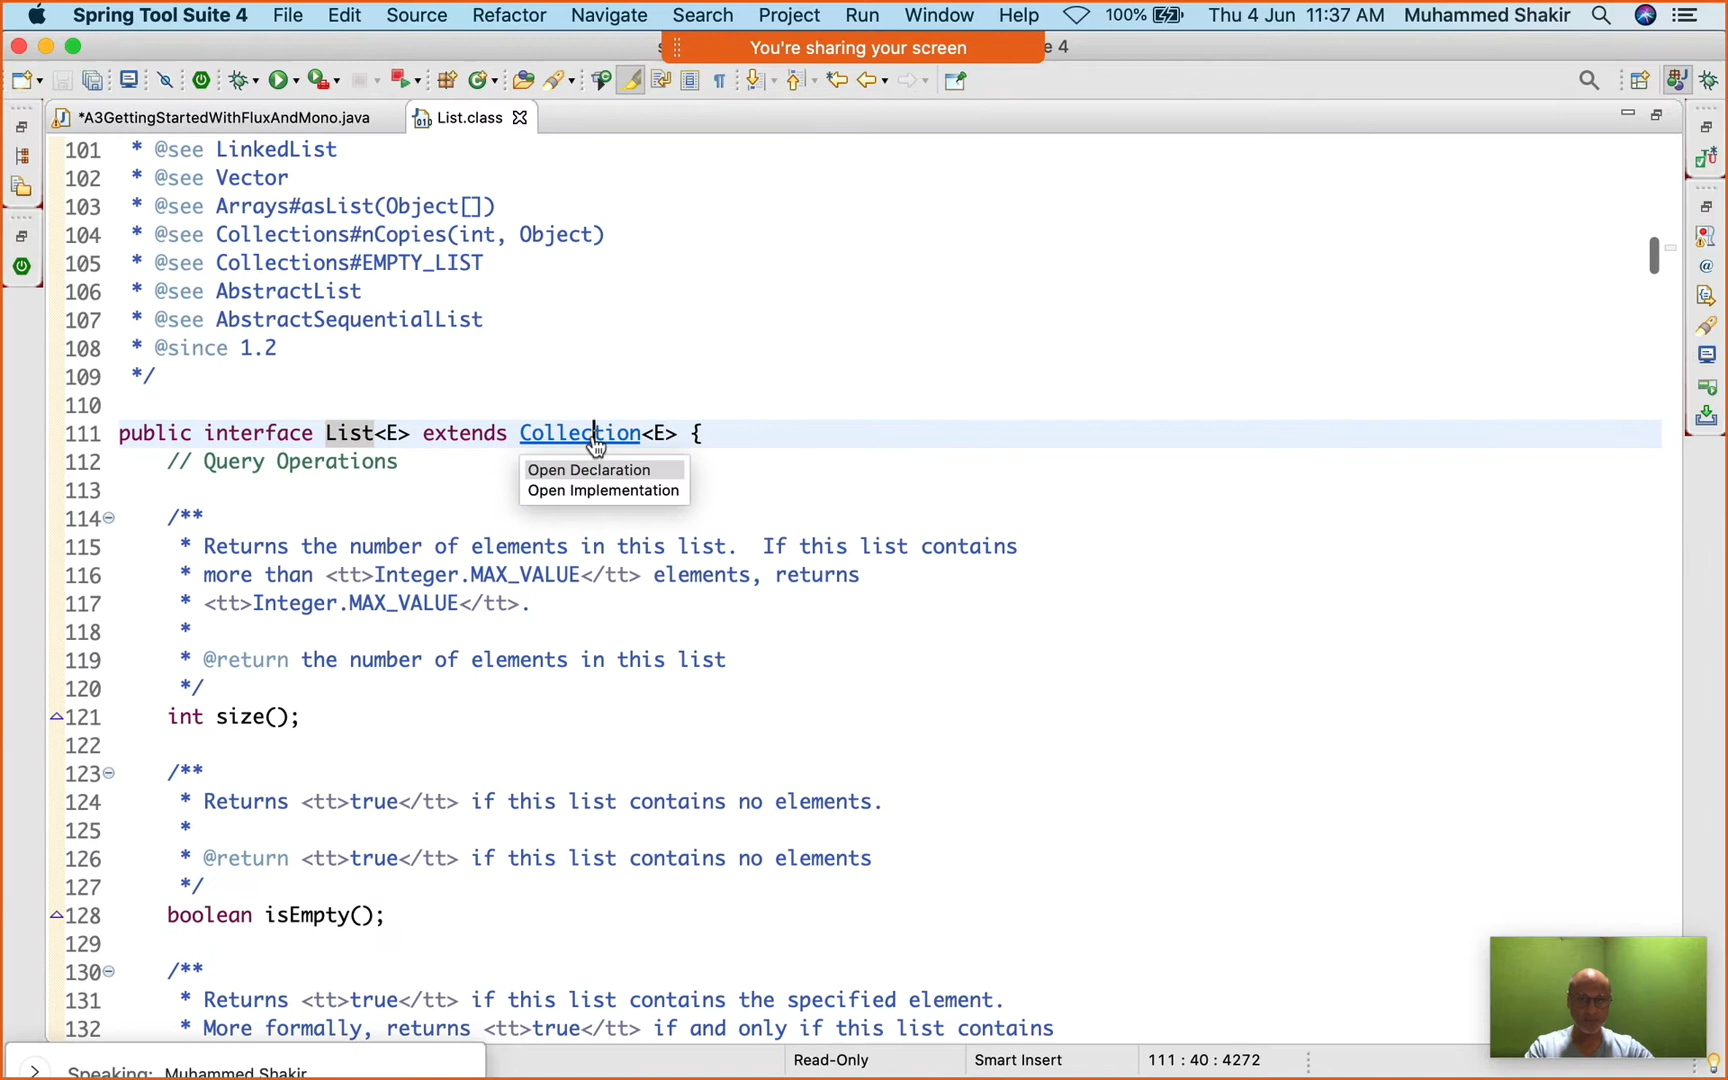 Spring Tool Suite 4 File Edit Source Refactor Navigate Search Project Run Window Help 100% Thu 4 Jun 11:37 AM Muhammed Shakir
You're sharing your screen
e 4
*A3GettingStartedWithFluxAndMono.java List.class
101 * @see LinkedList
102 * @see Vector
103 * @see Arrays#asList(Object[])
104 * @see Collections#nCopies(int, Object)
105 * @see Collections#EMPTY_LIST
106 * @see AbstractList
107 * @see AbstractSequentialList
108 * @since 1.2
109 */
110
111 public interface List<E> extends Collection<E> {
112 // Query Operations
Open Declaration
Open Implementation
113
114 /**
115 * Returns the number of elements in this list.  If this list contains
116 * more than <tt>Integer.MAX_VALUE</tt> elements, returns
117 * <tt>Integer.MAX_VALUE</tt>.
118 *
119 * @return the number of elements in this list
120 */
121 int size();
122
123 /**
124 * Returns <tt>true</tt> if this list contains no elements.
125 *
126 * @return <tt>true</tt> if this list contains no elements
127 */
128 boolean isEmpty();
129
130 /**
131 * Returns <tt>true</tt> if this list contains the specified element.
132 * More formally, returns <tt>true</tt> if and only if this list contains
Read-Only Smart Insert 111 : 40 : 4272
Speaking: Muhammed Shakir